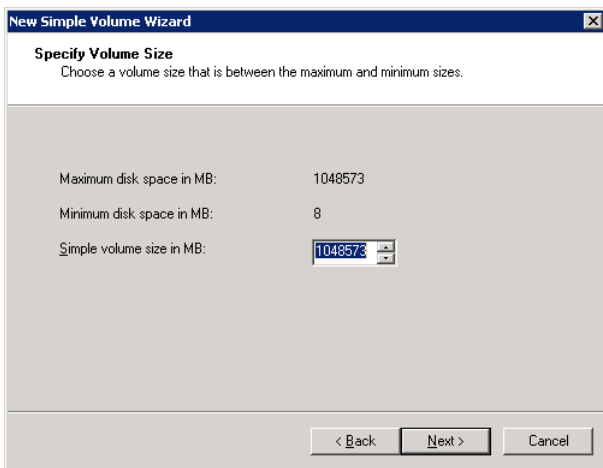 New Simple Volume Wizard
Specify Volume Size
Choose a volume size that is between the maximum and minimum sizes.
Maximum disk space in MB: 1048573
Minimum disk space in MB: 8
Simple volume size in MB: 1048573
< Back Next > Cancel